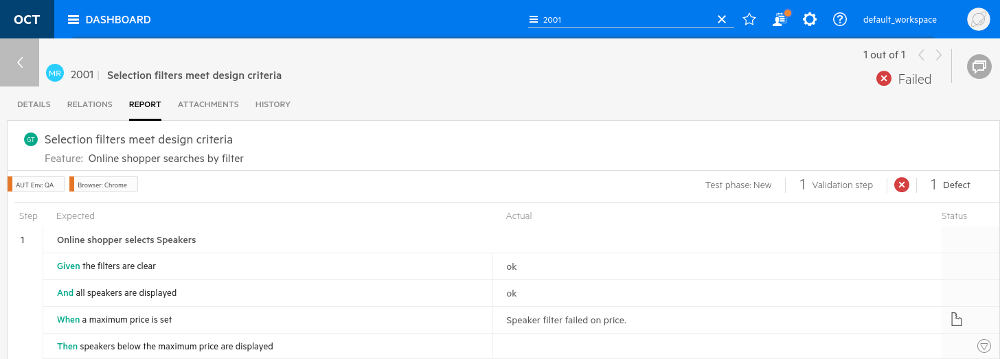 OCT DASHBOARD 2001 default_workspace
1 out of 1
MR 2001 | Selection filters meet design criteria
Failed
DETAILS RELATIONS REPORT ATTACHMENTS HISTORY
GT Selection filters meet design criteria
Feature: Online shopper searches by filter
AUT Env: QA Browser: Chrome Test phase: New 1 Validation step 1 Defect
Step Expected Actual Status
1 Online shopper selects Speakers
Given the filters are clear ok
And all speakers are displayed ok
When a maximum price is set Speaker filter failed on price.
Then speakers below the maximum price are displayed